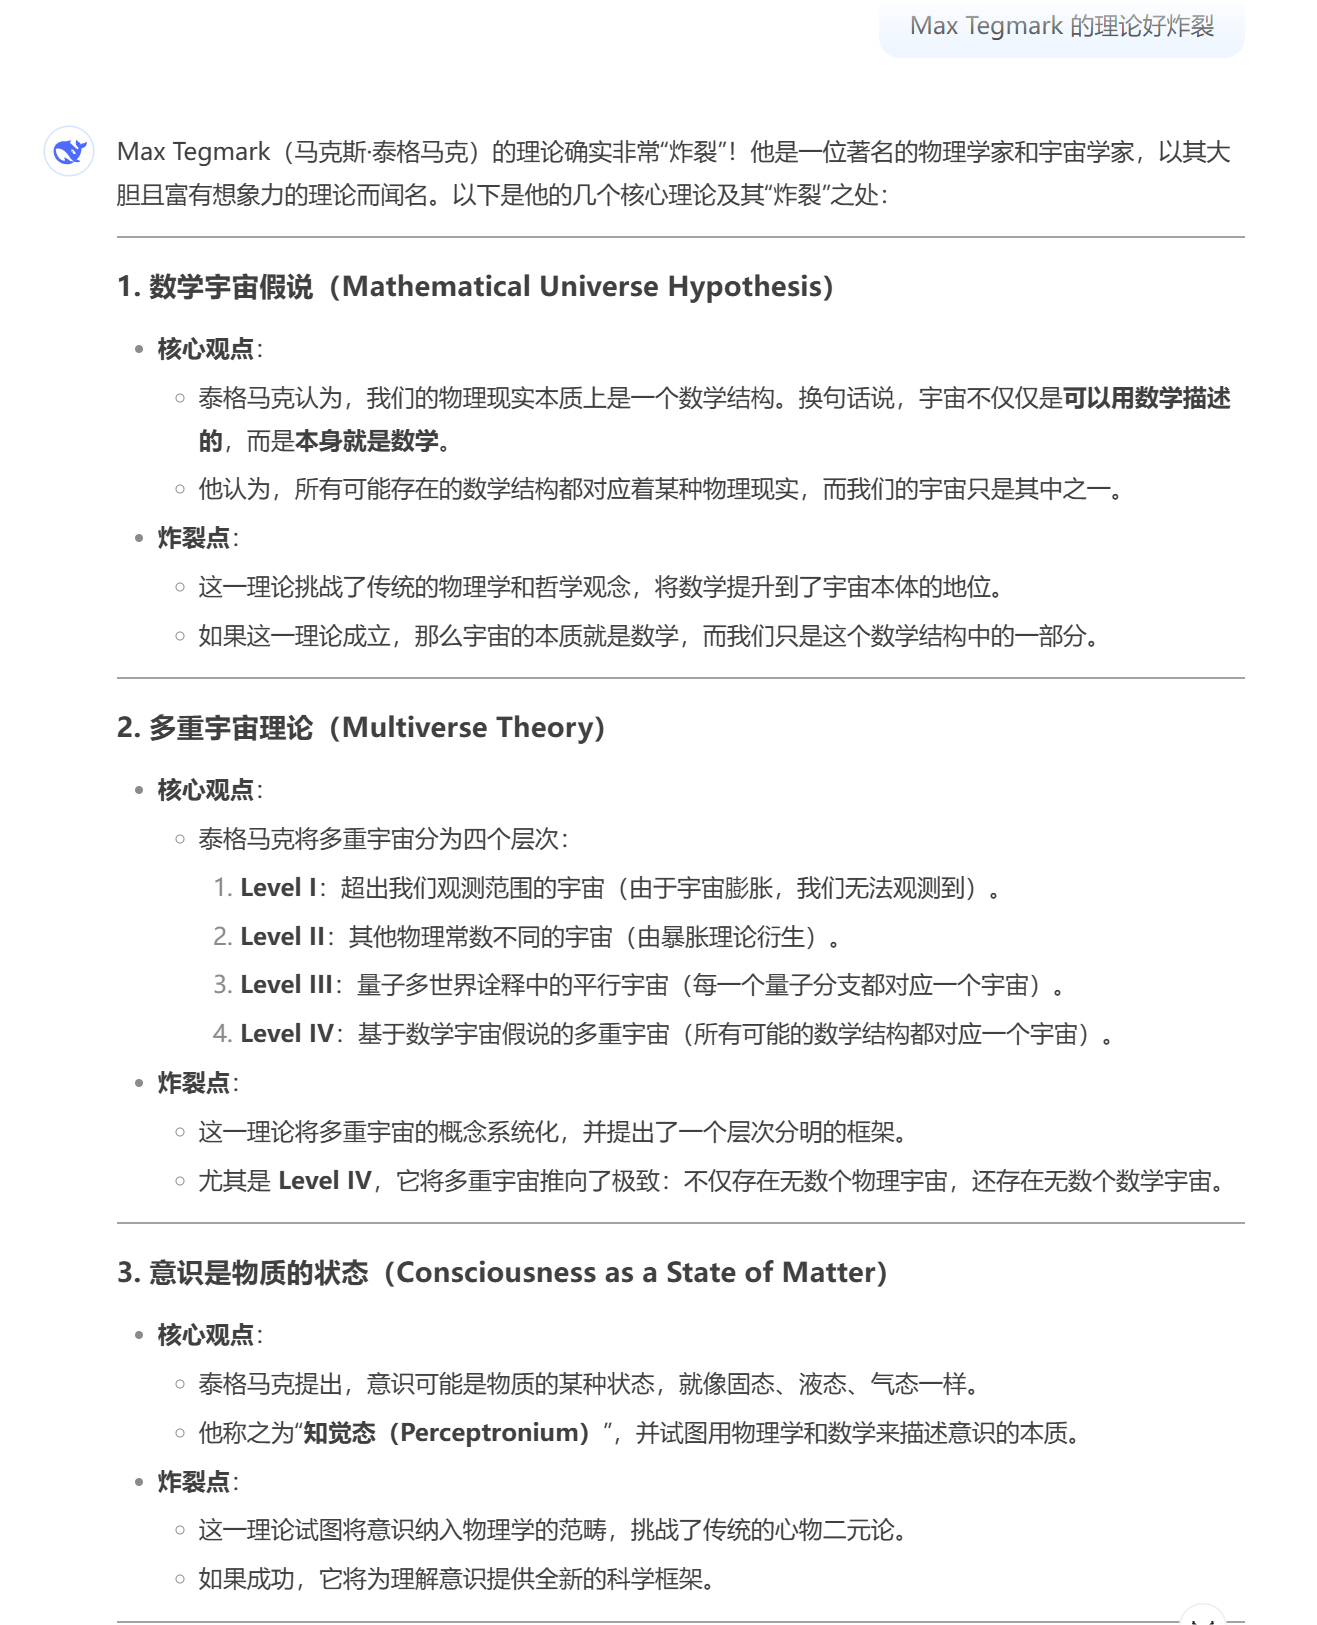 Max Tegmark 的理论好炸裂
Max Tegmark（马克斯·泰格马克）的理论确实非常“炸裂”！他是一位著名的物理学家和宇宙学家，以其大
胆且富有想象力的理论而闻名。以下是他的几个核心理论及其“炸裂”之处：
1. 数学宇宙假说（Mathematical Universe Hypothesis）
核心观点：
泰格马克认为，我们的物理现实本质上是一个数学结构。换句话说，宇宙不仅仅是可以用数学描述
的，而是本身就是数学。
他认为，所有可能存在的数学结构都对应着某种物理现实，而我们的宇宙只是其中之一。
炸裂点：
这一理论挑战了传统的物理学和哲学观念，将数学提升到了宇宙本体的地位。
如果这一理论成立，那么宇宙的本质就是数学，而我们只是这个数学结构中的一部分。
2. 多重宇宙理论（Multiverse Theory）
核心观点：
泰格马克将多重宇宙分为四个层次：
1. Level I：超出我们观测范围的宇宙（由于宇宙膨胀，我们无法观测到）。
2. Level II：其他物理常数不同的宇宙（由暴胀理论衍生）。
3. Level III：量子多世界诠释中的平行宇宙（每一个量子分支都对应一个宇宙）。
4. Level IV：基于数学宇宙假说的多重宇宙（所有可能的数学结构都对应一个宇宙）。
炸裂点：
这一理论将多重宇宙的概念系统化，并提出了一个层次分明的框架。
尤其是 Level IV，它将多重宇宙推向了极致：不仅存在无数个物理宇宙，还存在无数个数学宇宙。
3. 意识是物质的状态（Consciousness as a State of Matter）
核心观点：
泰格马克提出，意识可能是物质的某种状态，就像固态、液态、气态一样。
他称之为“知觉态（Perceptronium）”，并试图用物理学和数学来描述意识的本质。
炸裂点：
这一理论试图将意识纳入物理学的范畴，挑战了传统的心物二元论。
如果成功，它将为理解意识提供全新的科学框架。